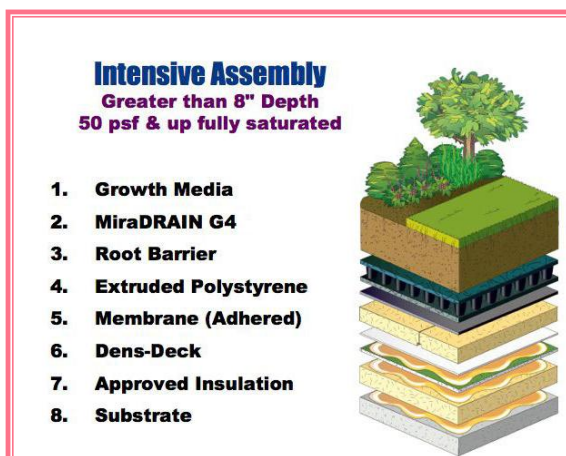 Intensive Assembly
Greater than 8" Depth
50 psf & up fully saturated
1. Growth Media
2. MiraDRAIN G4
3. Root Barrier
4. Extruded Polystyrene
5. Membrane (Adhered)
6. Dens-Deck
7. Approved Insulation
8. Substrate